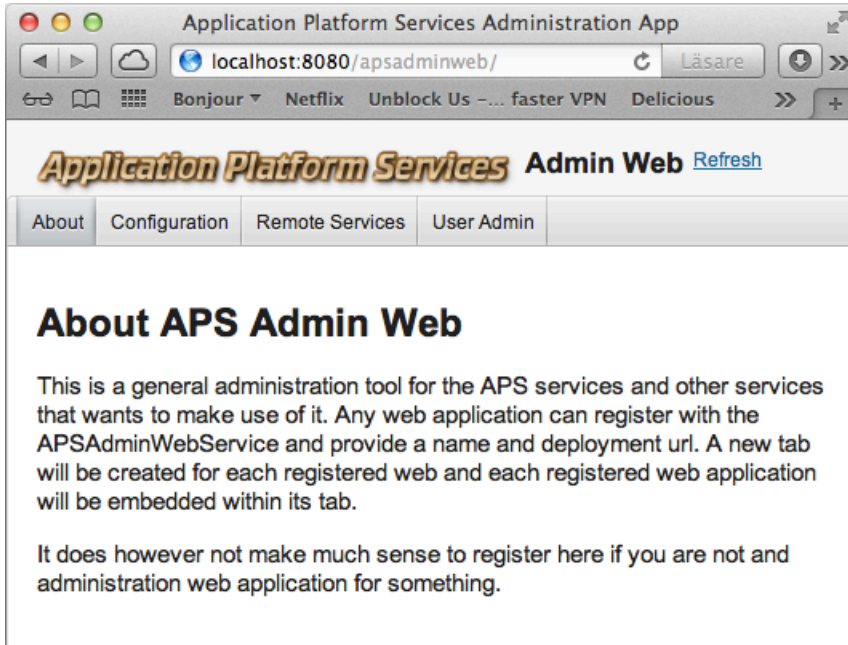 Application Platform Services Administration App
localhost:8080/apsadminweb/
Läsare
Bonjour Netflix Unblock Us -... faster VPN Delicious
Application Platform Services Admin Web Refresh
About Configuration Remote Services User Admin
About APS Admin Web
This is a general administration tool for the APS services and other services
that wants to make use of it. Any web application can register with the
APSAdminWebService and provide a name and deployment url. A new tab
will be created for each registered web and each registered web application
will be embedded within its tab.
It does however not make much sense to register here if you are not and
administration web application for something.